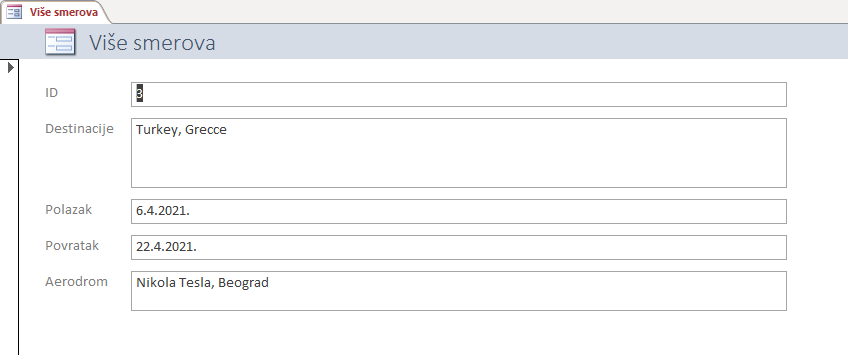 Više smerova
Više smerova
ID 3
Destinacije Turkey, Grecce
Polazak 6.4.2021.
Povratak 22.4.2021.
Aerodrom Nikola Tesla, Beograd